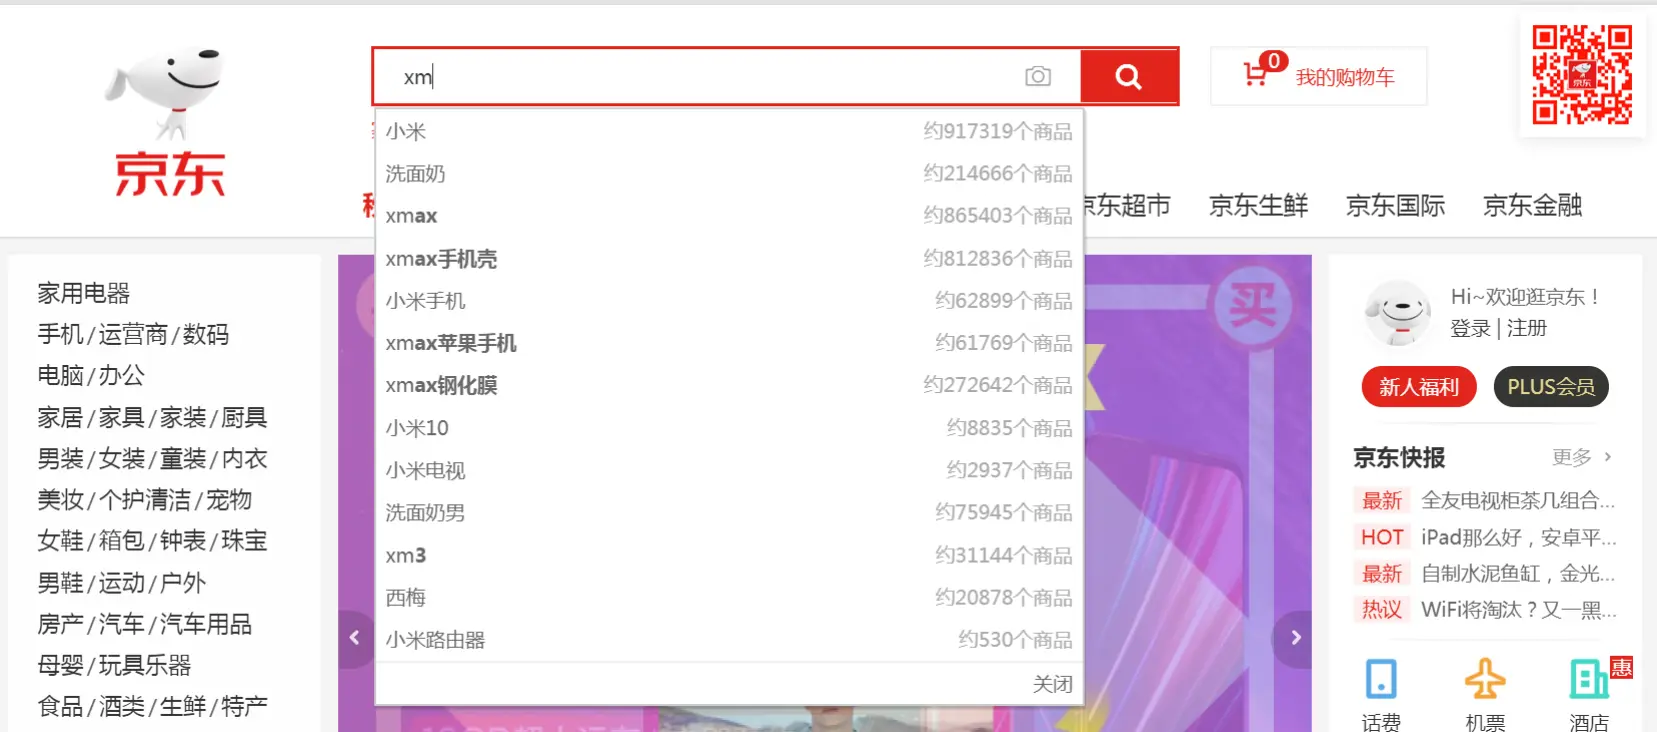 xm
0
我的购物车
京东
京东
小米 约917319个商品
洗面奶 约214666个商品
xmax 约865403个商品
xmax手机壳 约812836个商品
小米手机 约62899个商品
xmax苹果手机 约61769个商品
xmax钢化膜 约272642个商品
小米10 约8835个商品
小米电视 约2937个商品
洗面奶男 约75945个商品
xm3 约31144个商品
西梅 约20878个商品
小米路由器 约530个商品
关闭
京东超市 京东生鲜 京东国际 京东金融
家用电器
手机/运营商/数码
电脑/办公
家居/家具/家装/厨具
男装/女装/童装/内衣
美妆/个护清洁/宠物
女鞋/箱包/钟表/珠宝
男鞋/运动/户外
房产/汽车/汽车用品
母婴/玩具乐器
食品/酒类/生鲜/特产
买
Hi~欢迎逛京东！
登录 | 注册
新人福利 PLUS会员
京东快报 更多 >
最新 全友电视柜茶几组合...
HOT iPad那么好，安卓平...
最新 自制水泥鱼缸，金光...
热议 WiFi将淘汰？又一黑...
惠
话费 机票 酒店